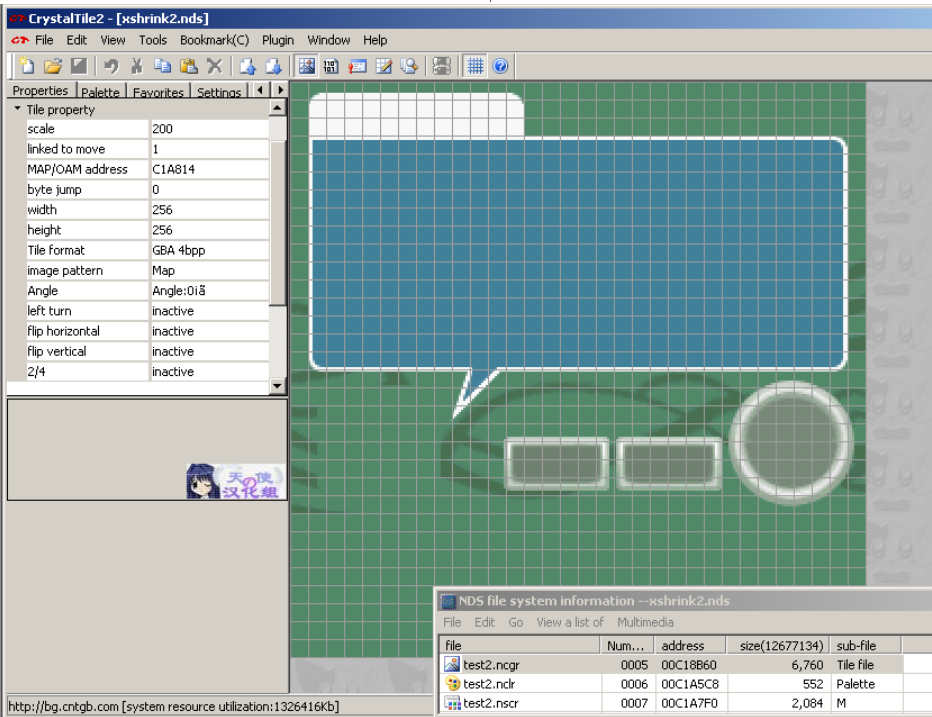 CrystalTile2 - [xshrink2.nds]
File Edit View Tools Bookmark(C) Plugin Window Help
Properties Palette Favorites Settings
Tile property
scale 200
linked to move 1
MAP/OAM address C1A814
byte jump 0
width 256
height 256
Tile format GBA 4bpp
image pattern Map
Angle Angle:0iã
left turn inactive
flip horizontal inactive
flip vertical inactive
2/4 inactive
天の使
汉化组
NDS file system information --xshrink2.nds
File Edit Go View a list of Multimedia
file Num... address size(12677134) sub-file
test2.ncgr 0005 00C18B60 6,760 Tile file
test2.nclr 0006 00C1A5C8 552 Palette
test2.nscr 0007 00C1A7F0 2,084 M
http://bg.cntgb.com [system resource utilization:1326416Kb]